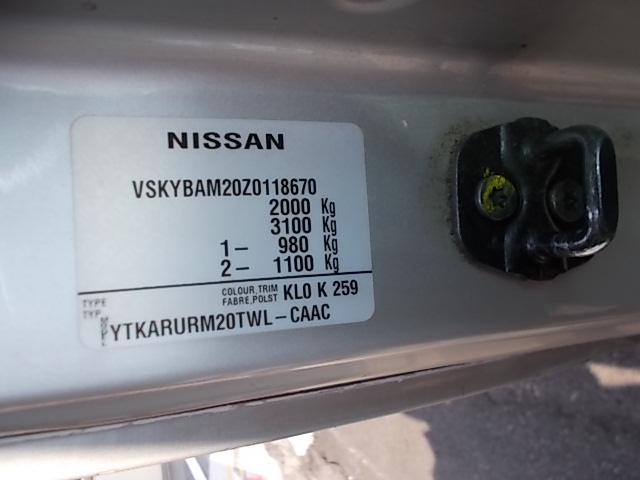 NISSAN
VSKYBAM20Z0118670
2000 Kg
3100 Kg
1- 980 Kg
2- 1100 Kg
TYPE COLOUR,TRIM KL0 K 259
TYP FABRE,POLST
YTKARURM20TWL-CAAC